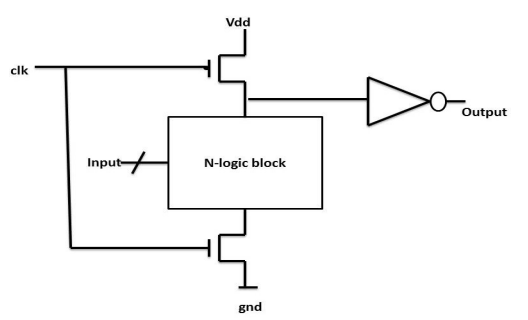 Vdd
clk
Output
Input
N-logic block
gnd